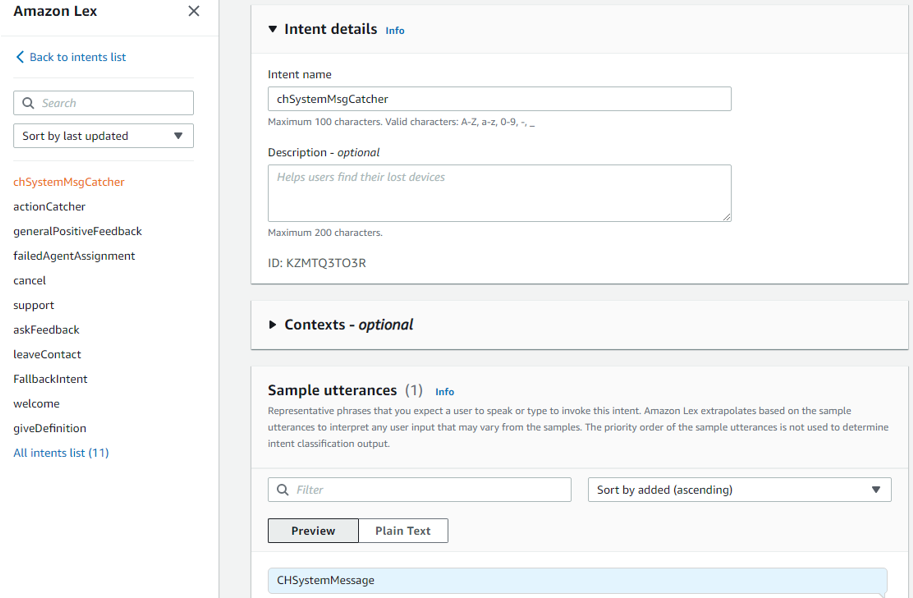 Amazon Lex
Back to intents list
Search
Sort by last updated
chSystemMsgCatcher
actionCatcher
generalPositiveFeedback
failedAgentAssignment
cancel
support
askFeedback
leaveContact
FallbackIntent
welcome
giveDefinition
All intents list (11)
Intent details Info
Intent name
chSystemMsgCatcher
Maximum 100 characters. Valid characters: A-Z, a-z, 0-9, -, _
Description - optional
Helps users find their lost devices
Maximum 200 characters.
ID: KZMTQ3TO3R
Contexts - optional
Sample utterances (1) Info
Representative phrases that you expect a user to speak or type to invoke this intent. Amazon Lex extrapolates based on the sample
utterances to interpret any user input that may vary from the samples. The priority order of the sample utterances is not used to determine
intent classification output.
Filter
Sort by added (ascending)
Preview Plain Text
CHSystemMessage